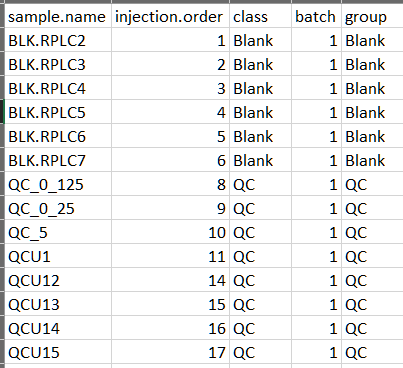 sample.name injection.order class batch group
BLK.RPLC2 1 Blank 1 Blank
BLK.RPLC3 2 Blank 1 Blank
BLK.RPLC4 3 Blank 1 Blank
BLK.RPLC5 4 Blank 1 Blank
BLK.RPLC6 5 Blank 1 Blank
BLK.RPLC7 6 Blank 1 Blank
QC_0_125 8 QC 1 QC
QC_0_25 9 QC 1 QC
QC_5 10 QC 1 QC
QCU1 11 QC 1 QC
QCU12 14 QC 1 QC
QCU13 15 QC 1 QC
QCU14 16 QC 1 QC
QCU15 17 QC 1 QC